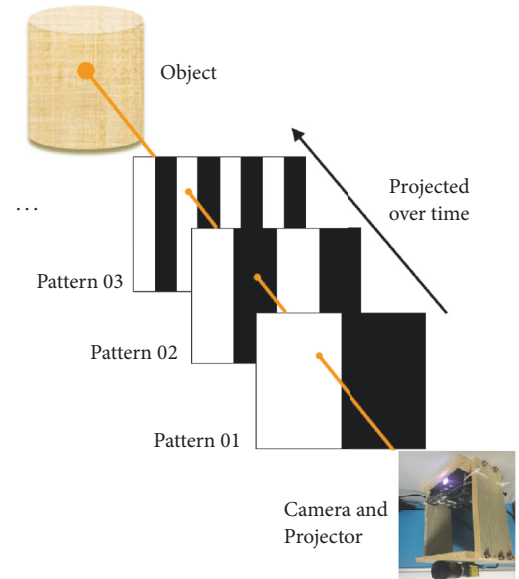 Object
Projected
over time
...
Pattern 03
Pattern 02
Pattern 01
Camera and
Projector